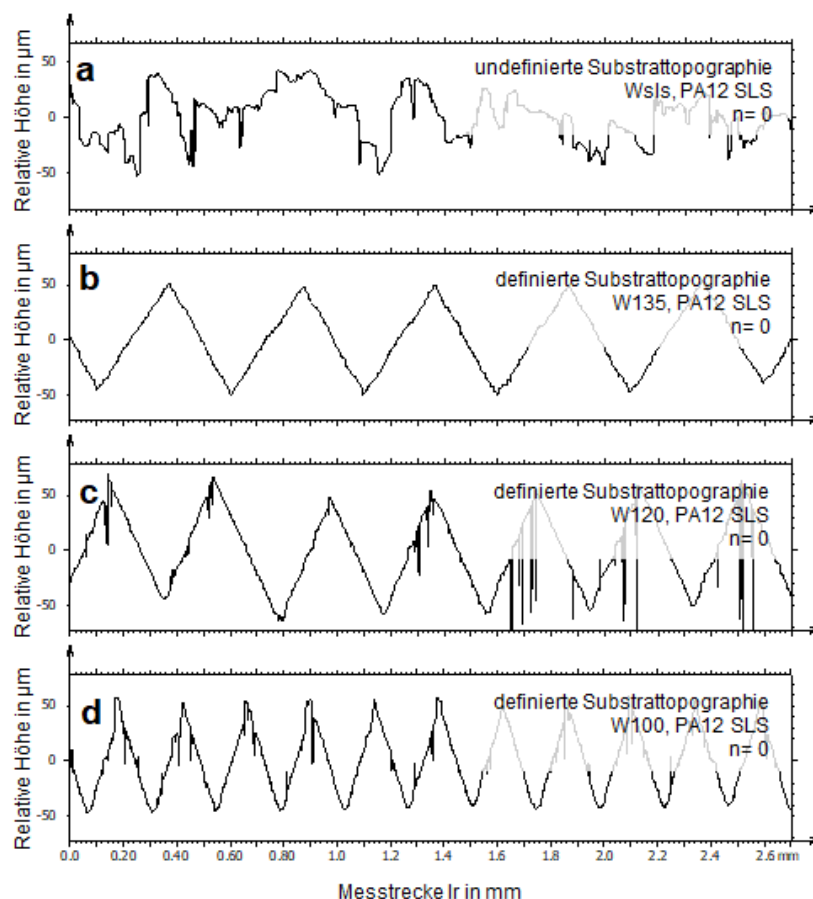 Relative Höhe in µm
50
0
-50
a
undefinierte Substrattopographie
Wsls, PA12 SLS
n= 0
Relative Höhe in µm
50
0
-50
b
definierte Substrattopographie
W135, PA12 SLS
n= 0
Relative Höhe in µm
50
0
-50
c
definierte Substrattopographie
W120, PA12 SLS
n= 0
Relative Höhe in µm
50
0
-50
d
definierte Substrattopographie
W100, PA12 SLS
n= 0
0.0 0.20 0.40 0.60 0.80 1.0 1.2 1.4 1.6 1.8 2.0 2.2 2.4 2.6 mm
Messtrecke lr in mm